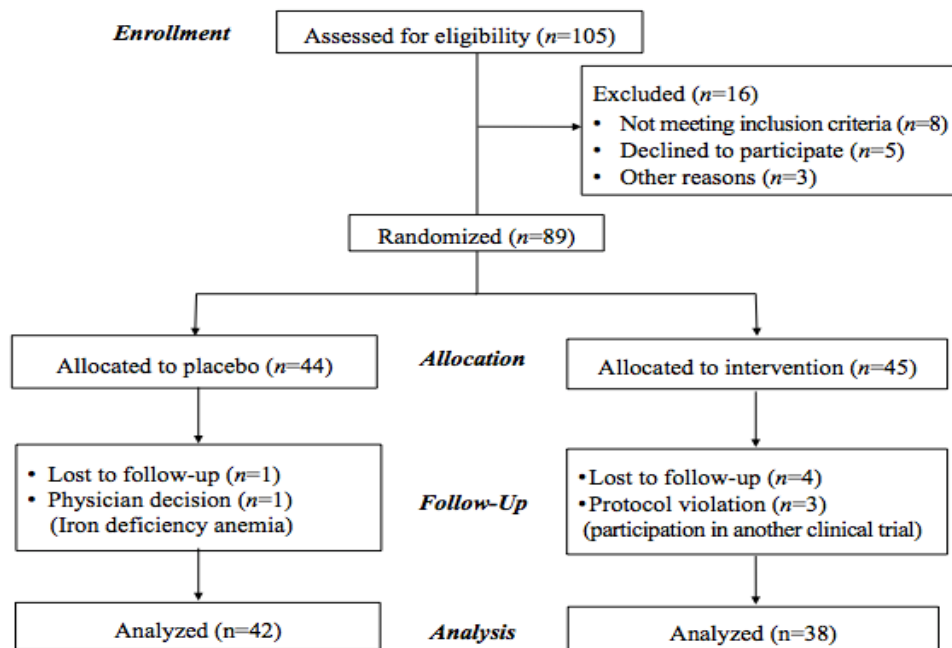 Enrollment
Assessed for eligibility (n=105)
Excluded (n=16)
• Not meeting inclusion criteria (n=8)
• Declined to participate (n=5)
• Other reasons (n=3)
Randomized (n=89)
Allocated to placebo (n=44)
Allocation
Allocated to intervention (n=45)
• Lost to follow-up (n=1)
• Physician decision (n=1)
(Iron deficiency anemia)
Follow-Up
•Lost to follow-up (n=4)
•Protocol violation (n=3)
(participation in another clinical trial)
Analyzed (n=42)
Analysis
Analyzed (n=38)